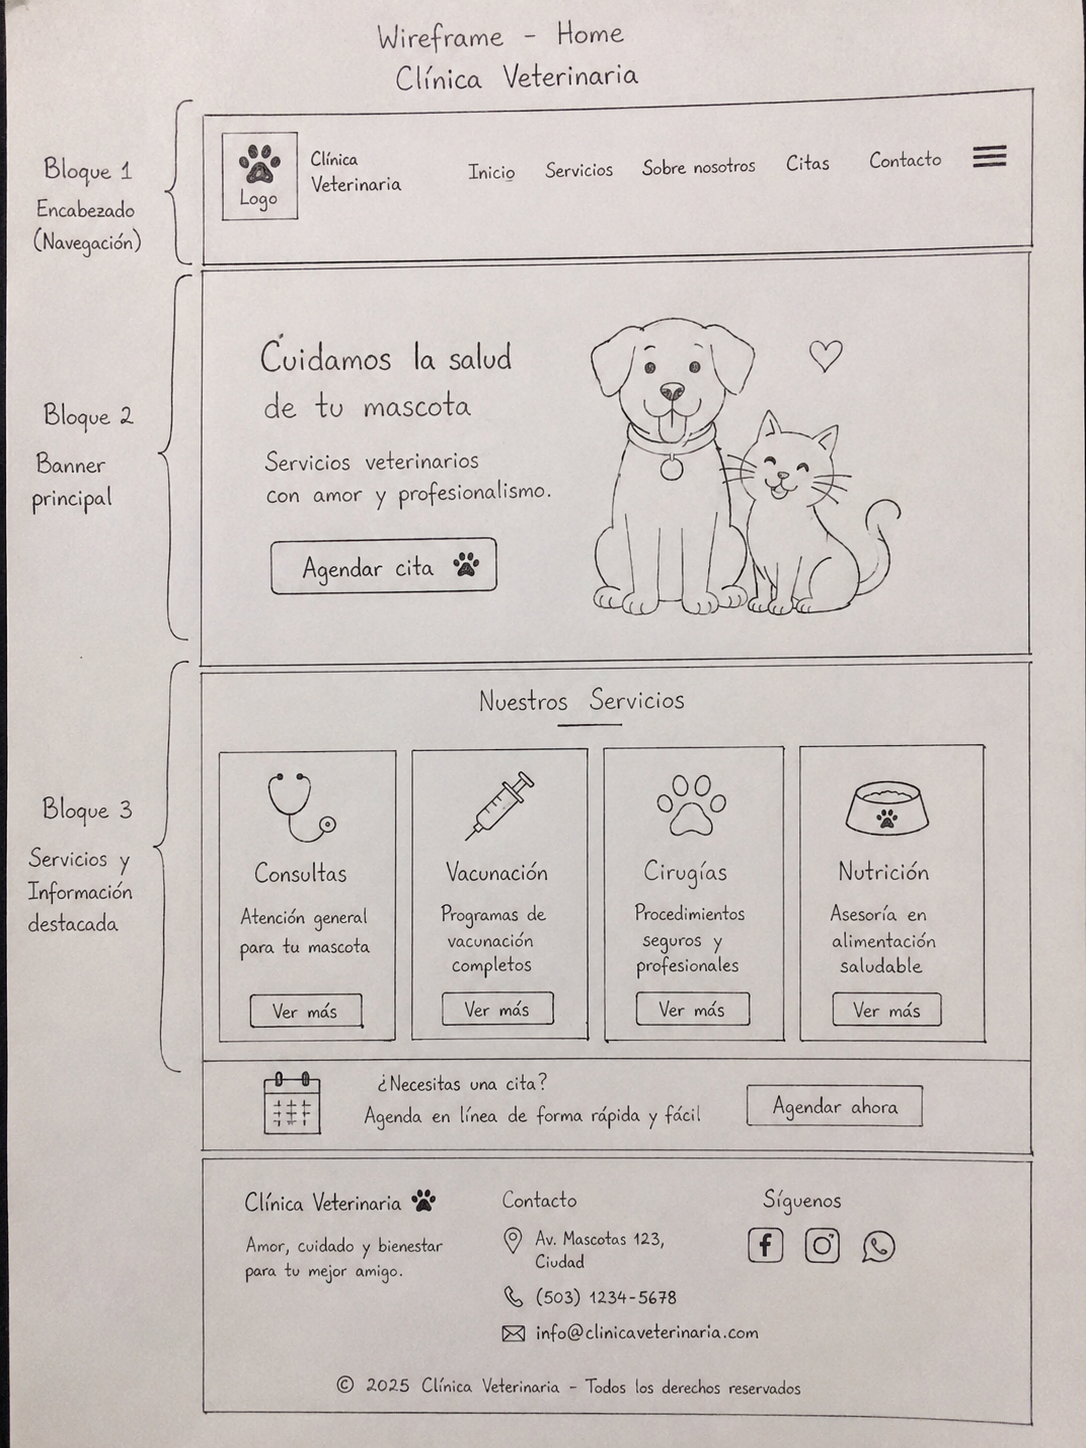 Wireframe - Home
Clínica Veterinaria
Bloque 1
Encabezado
(Navegación)
Logo
Clínica
Veterinaria
Inicio
Servicios
Sobre nosotros
Citas
Contacto
Bloque 2
Banner
principal
Cuidamos la salud
de tu mascota
Servicios veterinarios
con amor y profesionalismo.
Agendar cita
Bloque 3
Servicios y
Información
destacada
Nuestros Servicios
Consultas
Atención general
para tu mascota
Ver más
Vacunación
Programas de
vacunación
completos
Ver más
Cirugías
Procedimientos
seguros y
profesionales
Ver más
Nutrición
Asesoría en
alimentación
saludable
Ver más
¿Necesitas una cita?
Agenda en línea de forma rápida y fácil
Agendar ahora
Clínica Veterinaria
Amor, cuidado y bienestar
para tu mejor amigo.
Contacto
Av. Mascotas 123,
Ciudad
(503) 1234-5678
info@clinicaveterinaria.com
Síguenos
© 2025 Clínica Veterinaria - Todos los derechos reservados